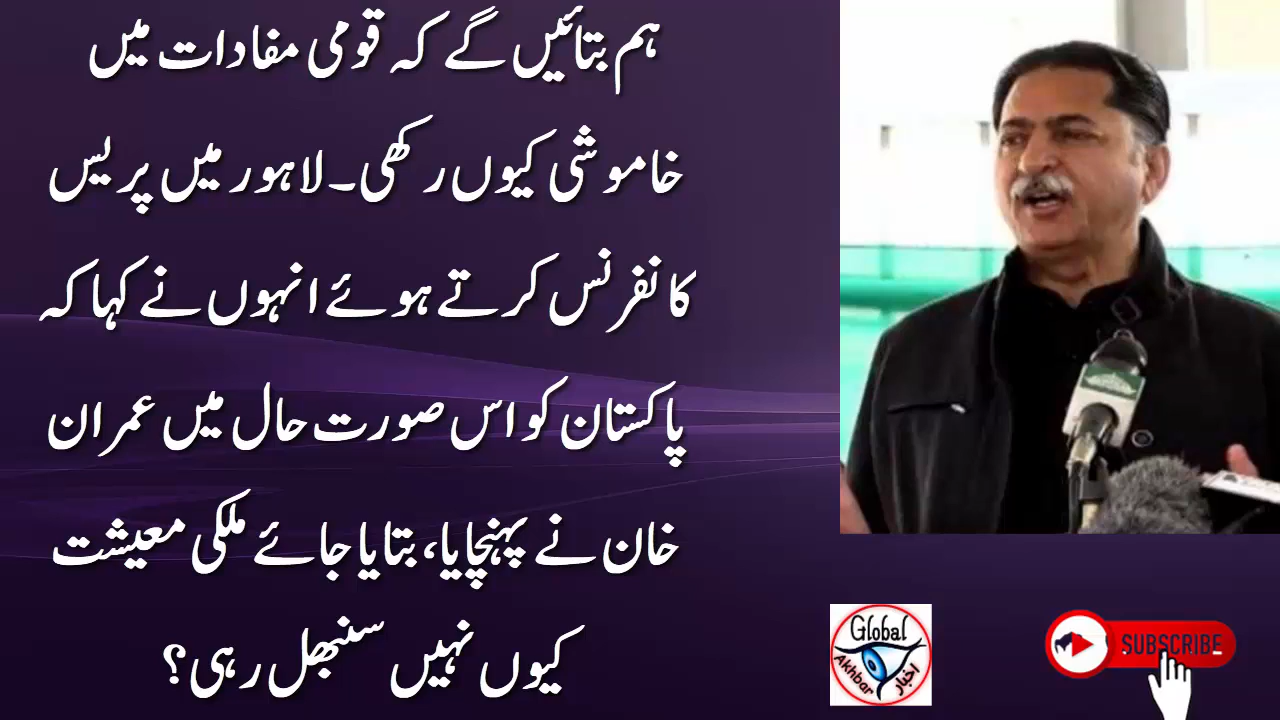 ہم بتائیں گے کہ قومی مفادات میں
خاموشی کیوں رکھی۔ لاہور میں پریس
کانفرنس کرتے ہوئے انہوں نے کہا کہ
پاکستان کو اس صورت حال میں عمران
خان نے پہنچایا، بتایا جائے ملکی معیشت
کیوں نہیں سنبھل رہی؟
Global
Akhbar اخبار
SUBSCRIBE